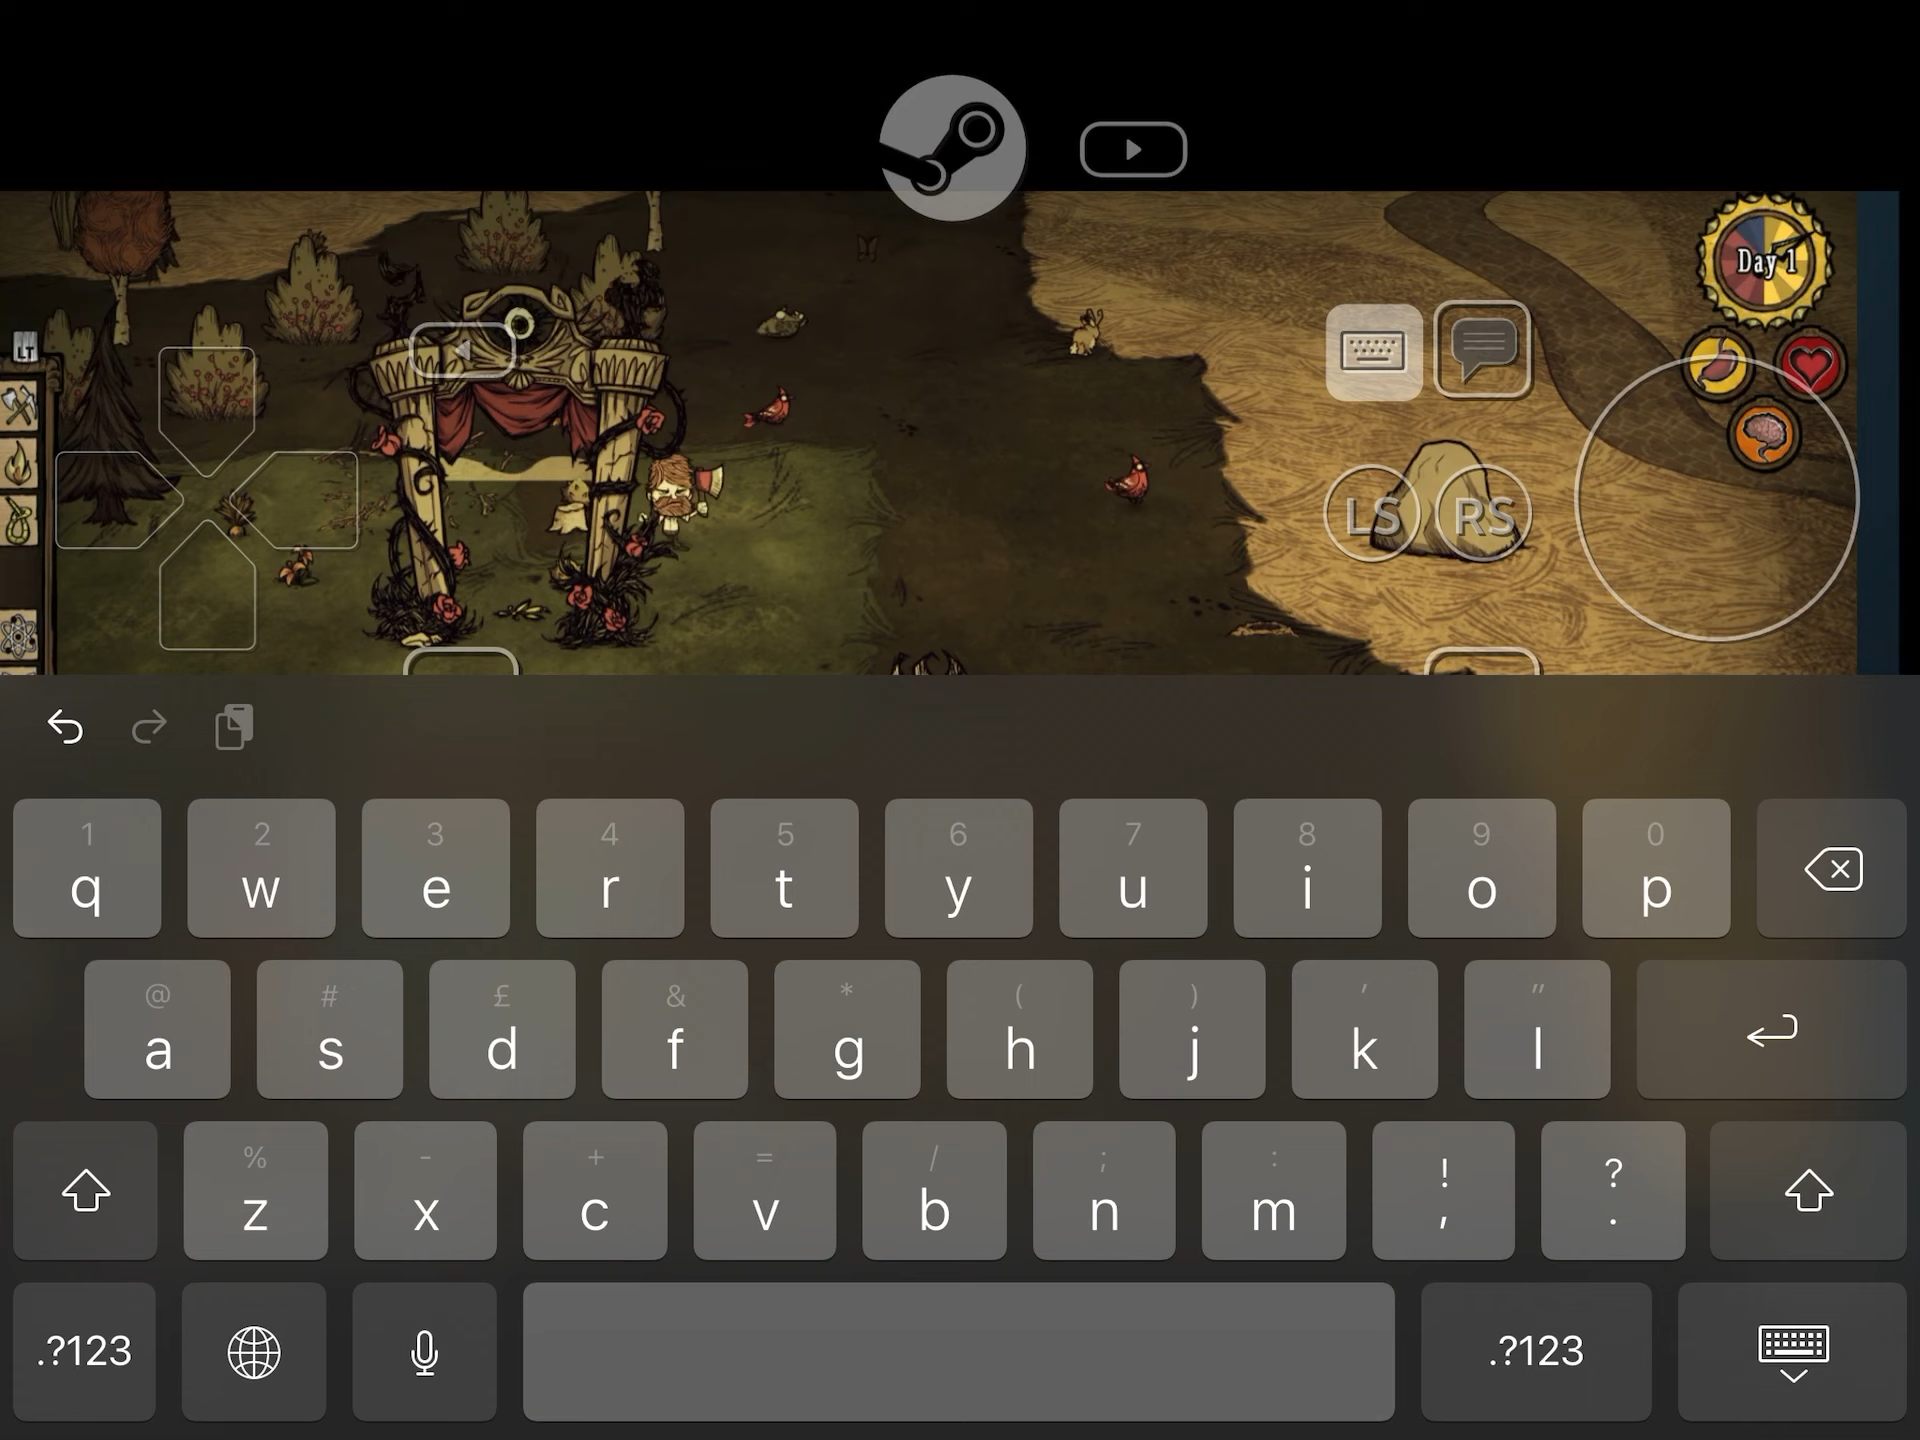 Day 1
LT
LS RS
1 2 3 4 5 6 7 8 9 0
q w e r t y u i o p
@ # £ & * ( ) ' "
a s d f g h j k l
% - + = / ; : ! ?
z x c v b n m , .
.?123 .?123